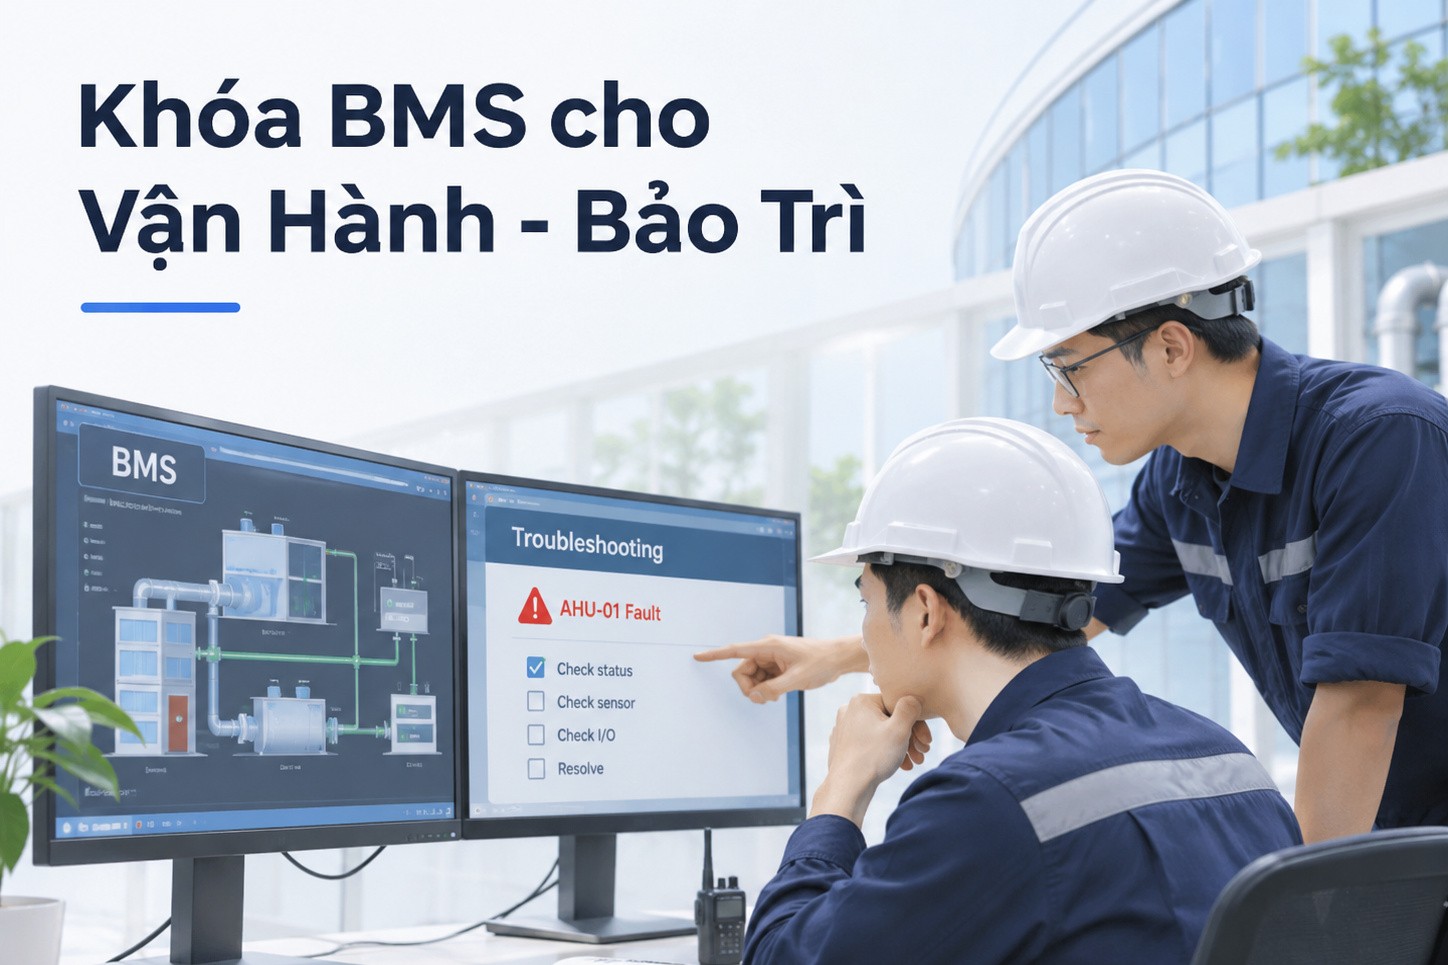 Khóa BMS cho
Vận Hành - Bảo Trì
BMS
Troubleshooting
AHU-01 Fault
Check status
Check sensor
Check I/O
Resolve